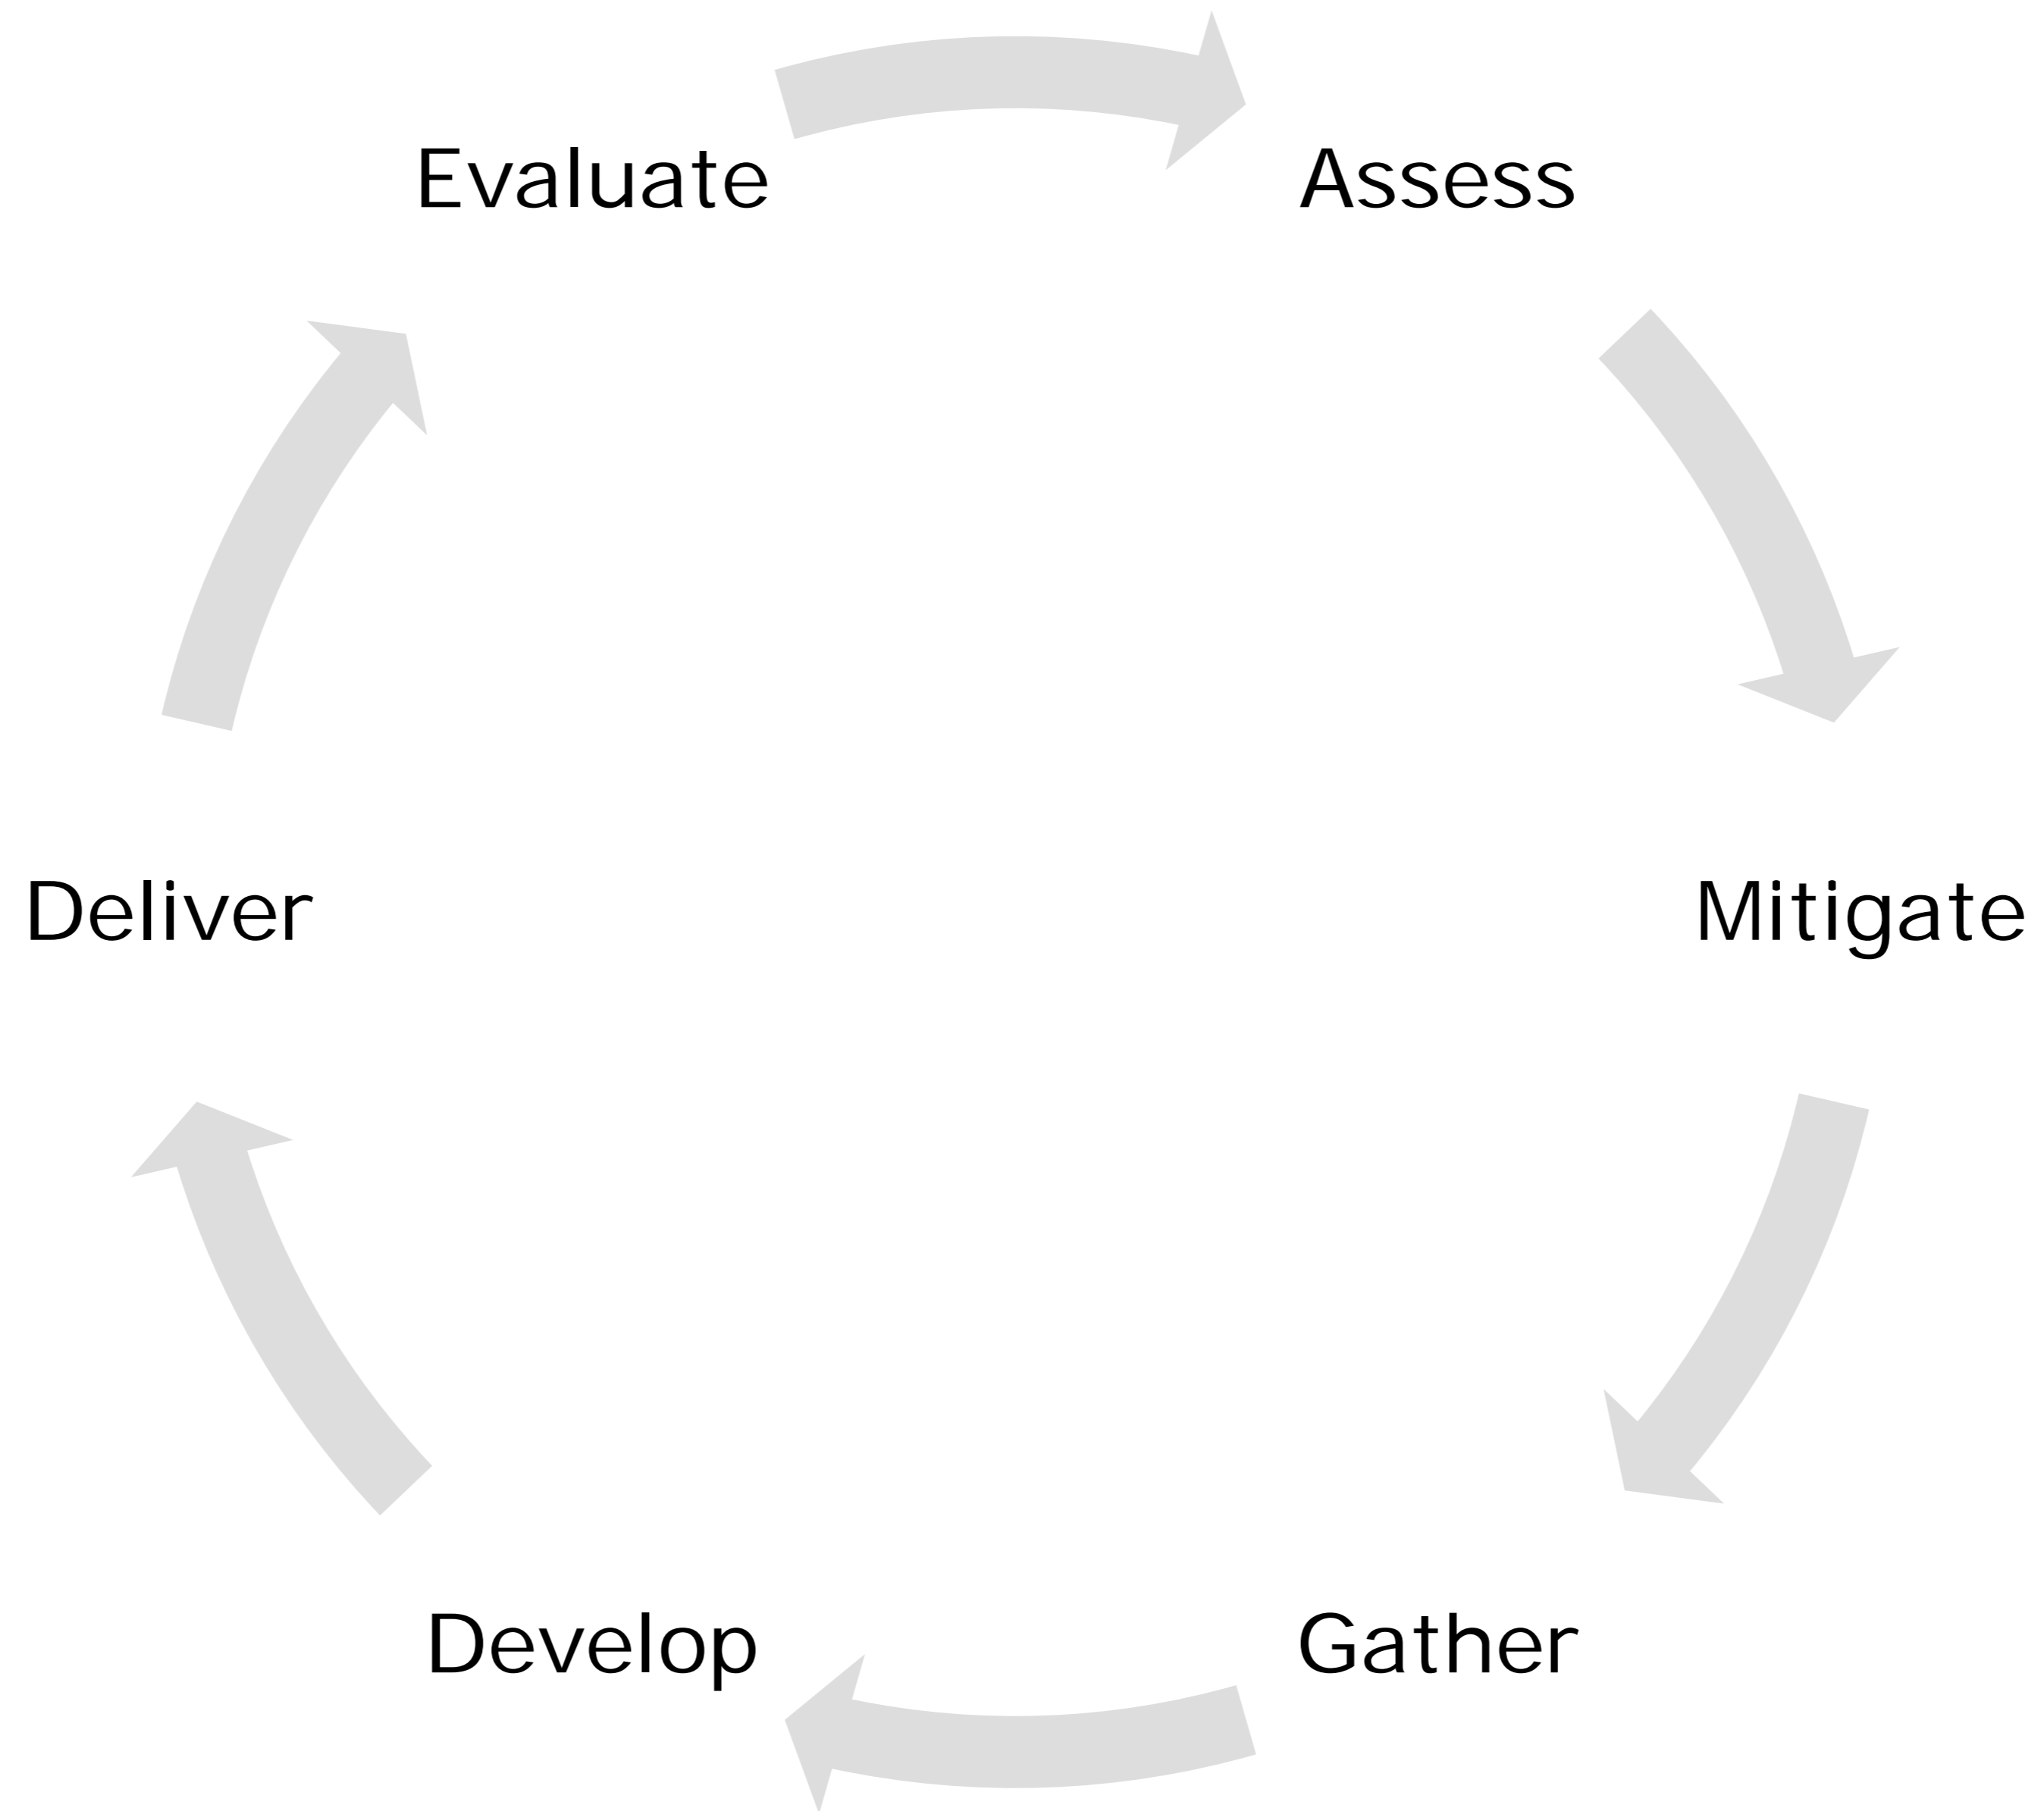 Evaluate
Assess
Deliver
Mitigate
Develop
Gather